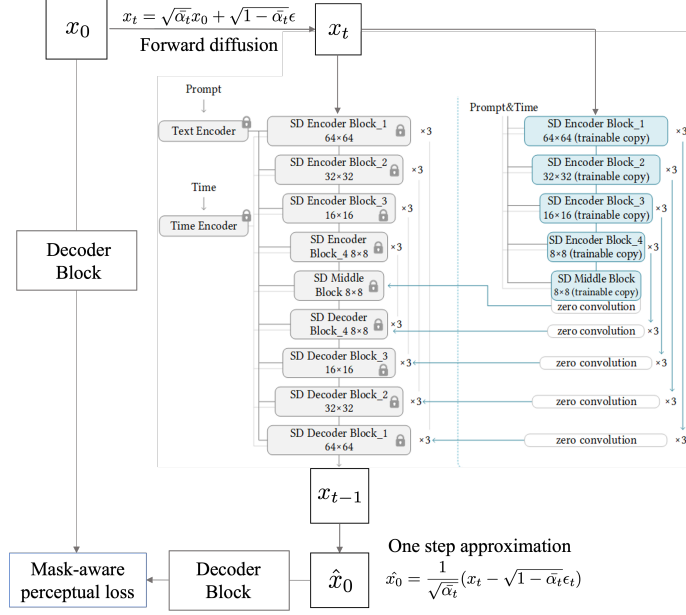 x_0
x_t = \sqrt{\bar{\alpha}_t} x_0 + \sqrt{1 - \bar{\alpha}_t} \epsilon
Forward diffusion
x_t
Prompt
Text Encoder
Time
Time Encoder
SD Encoder Block_1
64×64
×3
SD Encoder Block_2
32×32
×3
SD Encoder Block_3
16×16
×3
SD Encoder
Block_4 8×8
×3
SD Middle
Block 8×8
SD Decoder
Block_4 8×8
×3
SD Decoder Block_3
16×16
×3
SD Decoder Block_2
32×32
×3
SD Decoder Block_1
64×64
×3
Prompt&Time
SD Encoder Block_1
64×64 (trainable copy)
×3
SD Encoder Block_2
32×32 (trainable copy)
×3
SD Encoder Block_3
16×16 (trainable copy)
×3
SD Encoder Block_4
8×8 (trainable copy)
×3
SD Middle Block
8×8 (trainable copy)
zero convolution
zero convolution
×3
zero convolution
×3
zero convolution
×3
zero convolution
×3
Decoder
Block
x_{t-1}
Mask-aware
perceptual loss
Decoder
Block
\hat{x}_0
One step approximation
\hat{x_0} = \frac{1}{\sqrt{\bar{\alpha}_t}} (x_t - \sqrt{1 - \bar{\alpha}_t} \epsilon_t)